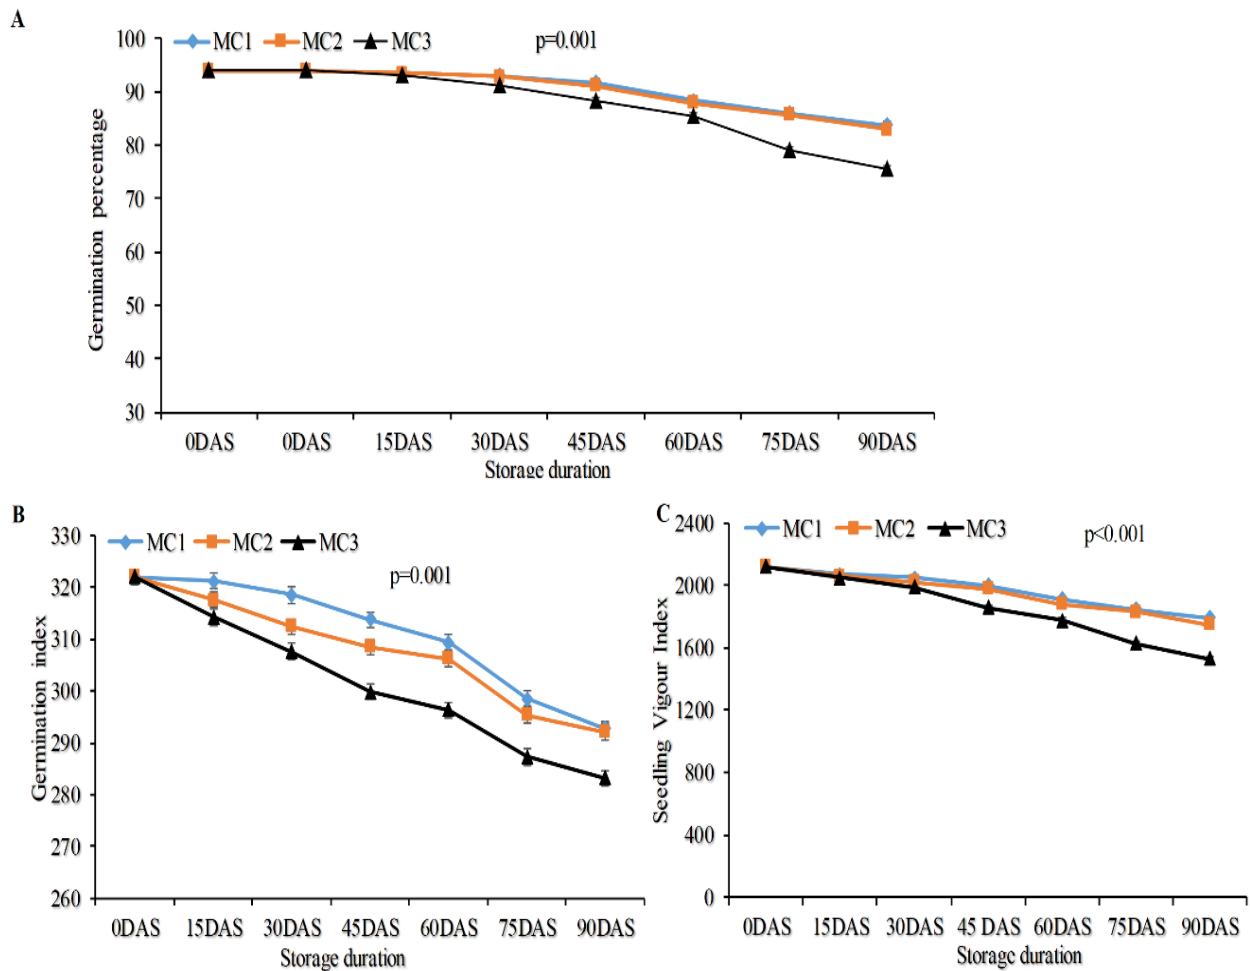 A
MC1 MC2 MC3 p=0.001
100
90
80
70
60
50
40
30
Germination percentage
0DAS 0DAS 15DAS 30DAS 45DAS 60DAS 75DAS 90DAS
Storage duration
B
MC1 MC2 MC3
p=0.001
330
320
310
300
290
280
270
260
Germination index
0DAS 15DAS 30DAS 45DAS 60DAS 75DAS 90DAS
Storage duration
C
MC1 MC2 MC3 p<0.001
2400
2000
1600
1200
800
400
0
Seedling Vigour Index
0DAS 15DAS 30DAS 45 DAS 60DAS 75DAS 90DAS
Storage duration